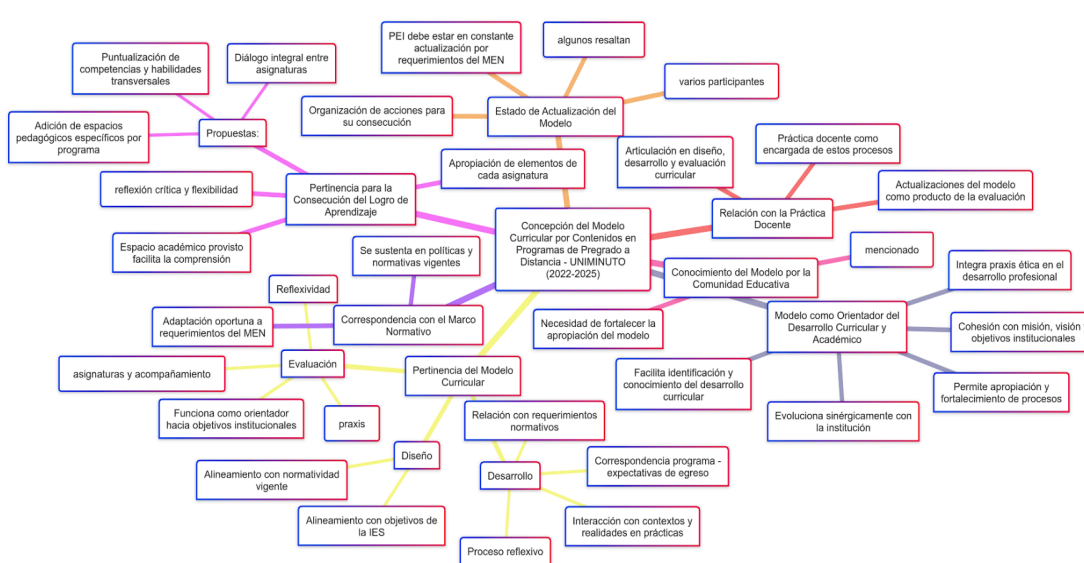 PEI debe estar en constante
actualización por
requerimientos del MEN
algunos resaltan
varios participantes
Organización de acciones para
su consecución
Estado de Actualización del
Modelo
Puntualización de
competencias y habilidades
transversales
Diálogo integral entre
asignaturas
Adición de espacios
pedagógicos específicos por
programa
Propuestas:
reflexión crítica y flexibilidad
Pertinencia para la
Consecución del Logro de
Aprendizaje
Apropiación de elementos de
cada asignatura
Espacio académico provisto
facilita la comprensión
Articulación en diseño,
desarrollo y evaluación
curricular
Práctica docente como
encargada de estos procesos
Actualizaciones del modelo
como producto de la evaluación
Relación con la Práctica
Docente
Concepción del Modelo
Curricular por Contenidos en
Programas de Pregrado a
Distancia - UNIMINUTO
(2022-2025)
Se sustenta en políticas y
normativas vigentes
Correspondencia con el Marco
Normativo
Adaptación oportuna a
requerimientos del MEN
Conocimiento del Modelo por la
Comunidad Educativa
mencionado
Necesidad de fortalecer la
apropiación del modelo
Modelo como Orientador del
Desarrollo Curricular y
Académico
Integra praxis ética en el
desarrollo profesional
Cohesión con misión, visión y
objetivos institucionales
Permite apropiación y
fortalecimiento de procesos
Evoluciona sinérgicamente con
la institución
Facilita identificación y
conocimiento del desarrollo
curricular
Reflexividad
Evaluación
asignaturas y acompañamiento
Funciona como orientador
hacia objetivos institucionales
praxis
Pertinencia del Modelo
Curricular
Diseño
Alineamiento con normatividad
vigente
Alineamiento con objetivos de
la IES
Relación con requerimientos
normativos
Desarrollo
Correspondencia programa -
expectativas de egreso
Interacción con contextos y
realidades en prácticas
Proceso reflexivo